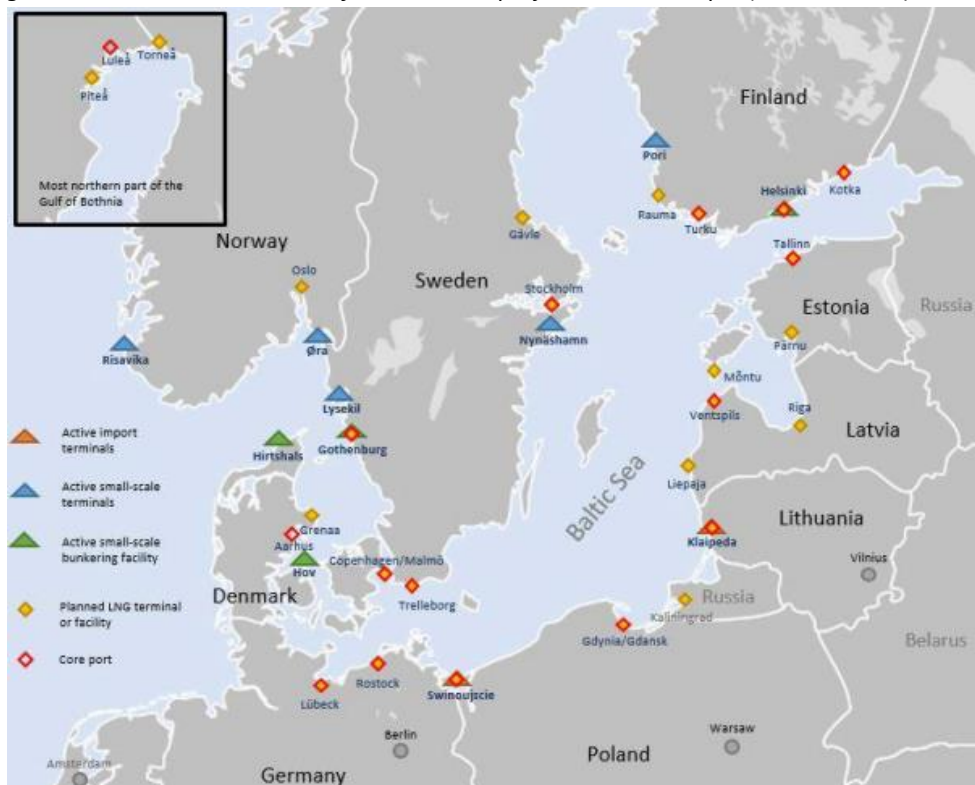 Luleå
Torneå
Piteå
Most northern part of the
Gulf of Bothnia
Finland
Pori
Helsinki
Kotka
Rauma
Turku
Gävle
Norway
Tallinn
Oslo
Sweden
Stockholm
Estonia
Russia
Nynäshamn
Risavika
Øra
Pärnu
Mõntu
Lysekil
Ventspils
Riga
Active import
terminals
Latvia
Hirtshals
Gothenburg
Liepaja
Active small-scale
terminals
Baltic Sea
Lithuania
Grenaa
Klaipeda
Aarhus
Active small-scale
bunkering facility
Copenhagen/Malmö
Vilnius
Hov
Denmark
Russia
Planned LNG terminal
or facility
Trelleborg
Kaliningrad
Gdynia/Gdansk
Belarus
Core port
Rostock
Swinoujscie
Lübeck
Berlin
Warsaw
Poland
Amsterdam
Germany